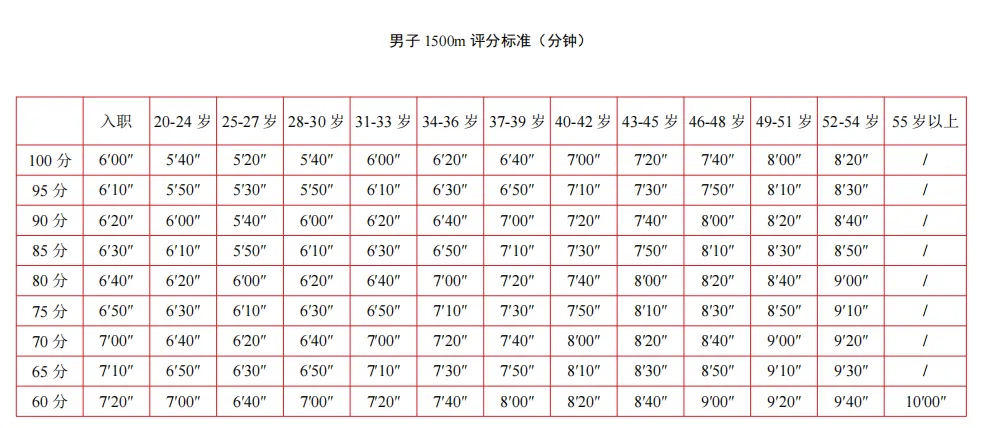 男子 1500m 评分标准（分钟）
入职 20-24 岁 25-27 岁 28-30 岁 31-33 岁 34-36 岁 37-39 岁 40-42 岁 43-45 岁 46-48 岁 49-51 岁 52-54 岁 55 岁以上
100 分 6′00″ 5′40″ 5′20″ 5′40″ 6′00″ 6′20″ 6′40″ 7′00″ 7′20″ 7′40″ 8′00″ 8′20″ /
95 分 6′10″ 5′50″ 5′30″ 5′50″ 6′10″ 6′30″ 6′50″ 7′10″ 7′30″ 7′50″ 8′10″ 8′30″ /
90 分 6′20″ 6′00″ 5′40″ 6′00″ 6′20″ 6′40″ 7′00″ 7′20″ 7′40″ 8′00″ 8′20″ 8′40″ /
85 分 6′30″ 6′10″ 5′50″ 6′10″ 6′30″ 6′50″ 7′10″ 7′30″ 7′50″ 8′10″ 8′30″ 8′50″ /
80 分 6′40″ 6′20″ 6′00″ 6′20″ 6′40″ 7′00″ 7′20″ 7′40″ 8′00″ 8′20″ 8′40″ 9′00″ /
75 分 6′50″ 6′30″ 6′10″ 6′30″ 6′50″ 7′10″ 7′30″ 7′50″ 8′10″ 8′30″ 8′50″ 9′10″ /
70 分 7′00″ 6′40″ 6′20″ 6′40″ 7′00″ 7′20″ 7′40″ 8′00″ 8′20″ 8′40″ 9′00″ 9′20″ /
65 分 7′10″ 6′50″ 6′30″ 6′50″ 7′10″ 7′30″ 7′50″ 8′10″ 8′30″ 8′50″ 9′10″ 9′30″ /
60 分 7′20″ 7′00″ 6′40″ 7′00″ 7′20″ 7′40″ 8′00″ 8′20″ 8′40″ 9′00″ 9′20″ 9′40″ 10′00″